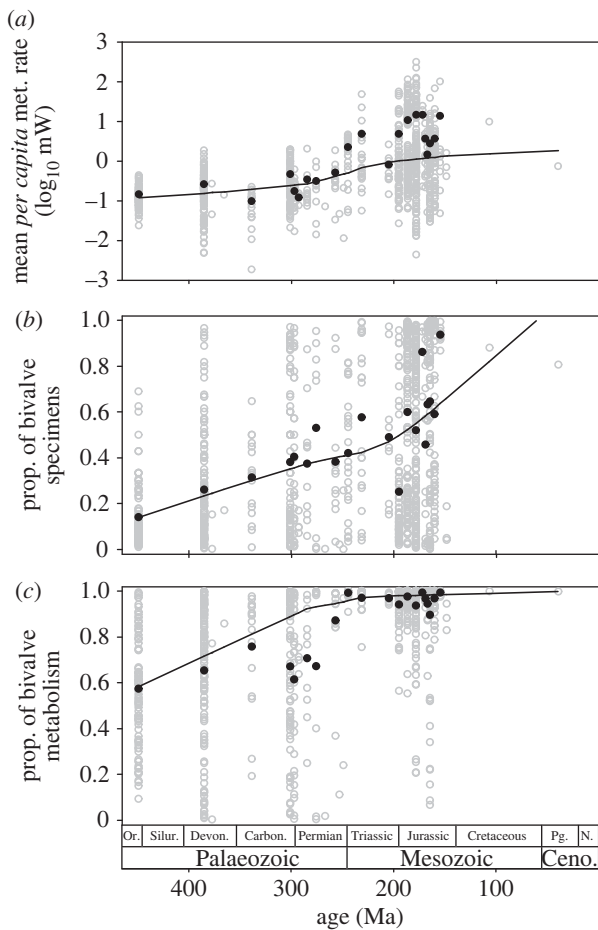 (a)
mean per capita met. rate
(log10 mW)
3
2
1
0
−1
−2
−3
(b)
prop. of bivalve
specimens
1.0
0.8
0.6
0.4
0.2
0
(c)
prop. of bivalve
metabolism
1.0
0.8
0.6
0.4
0.2
0
Or. Silur. Devon. Carbon. Permian Triassic Jurassic Cretaceous Pg. N.
Palaeozoic Mesozoic Ceno.
400 300 200 100
age (Ma)